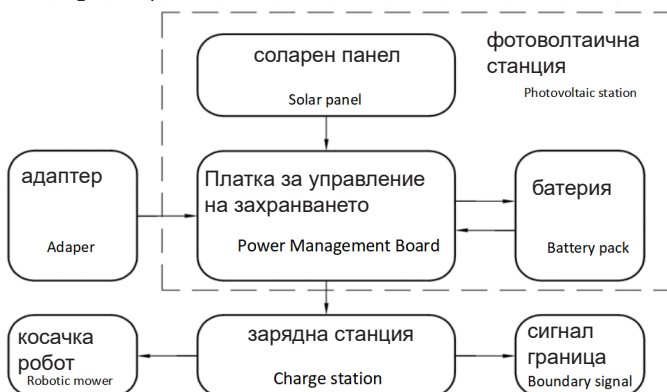 соларен панел
Solar panel
фотоволтаична
станция
Photovoltaic station
адаптер
Adaper
Платка за управление
на захранването
Power Management Board
батерия
Battery pack
косачка
робот
Robotic mower
зарядна станция
Charge station
сигнал
граница
Boundary signal